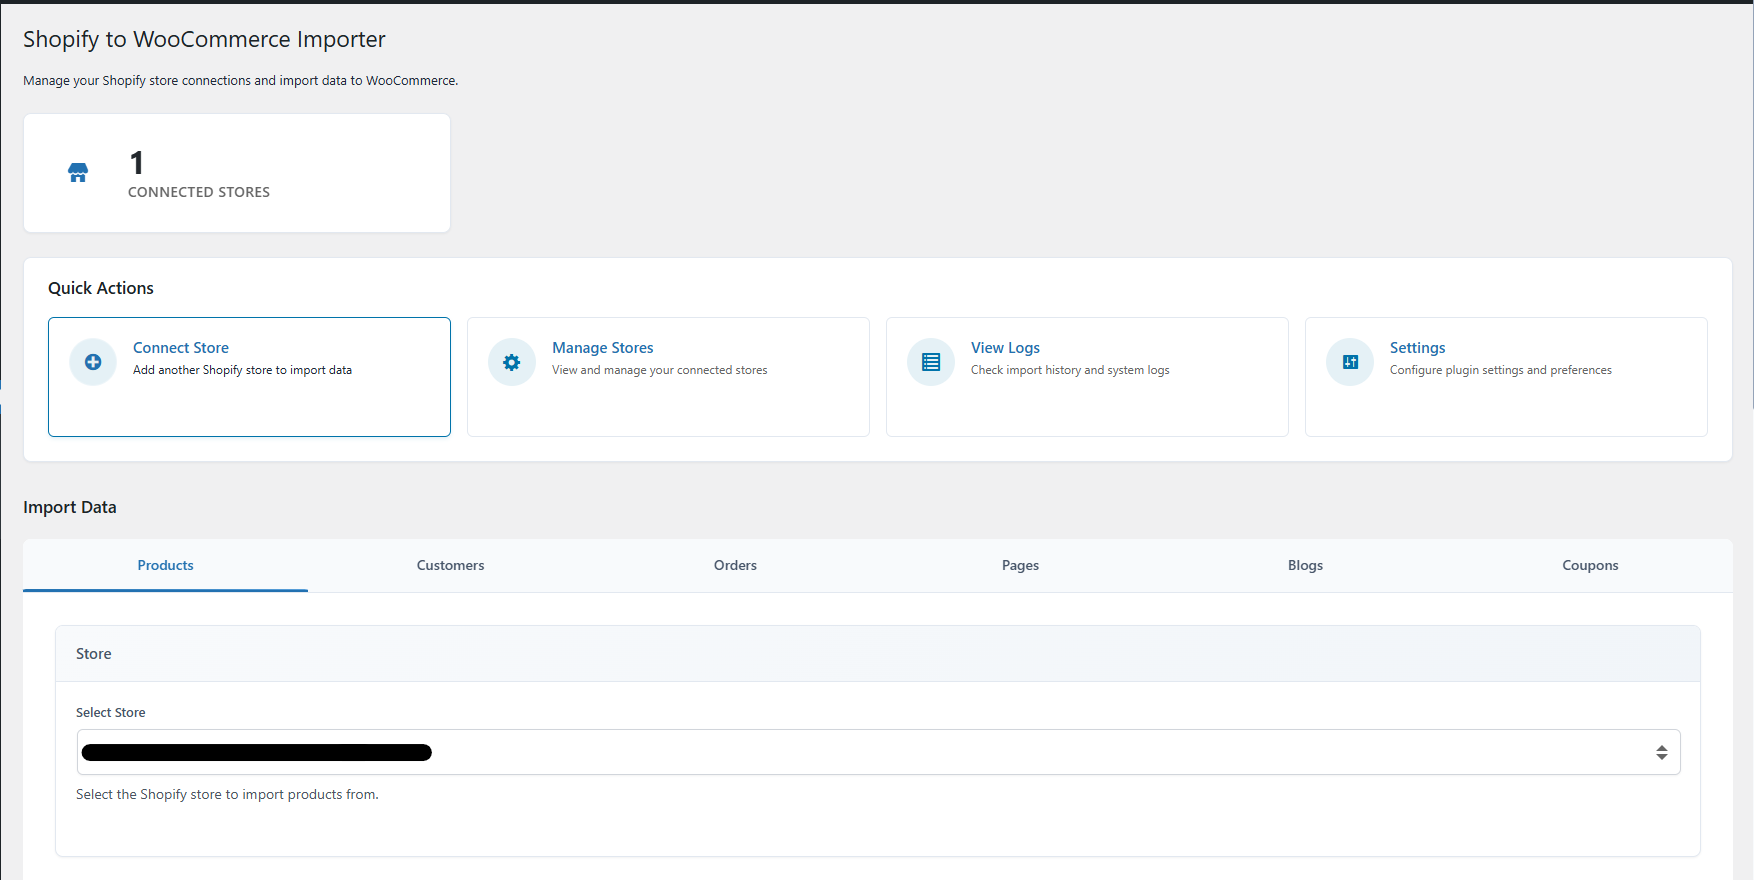 Shopify to WooCommerce Importer
Manage your Shopify store connections and import data to WooCommerce.
1
CONNECTED STORES
Quick Actions
Connect Store
Add another Shopify store to import data
Manage Stores
View and manage your connected stores
View Logs
Check import history and system logs
Settings
Configure plugin settings and preferences
Import Data
Products
Customers
Orders
Pages
Blogs
Coupons
Store
Select Store
Select the Shopify store to import products from.